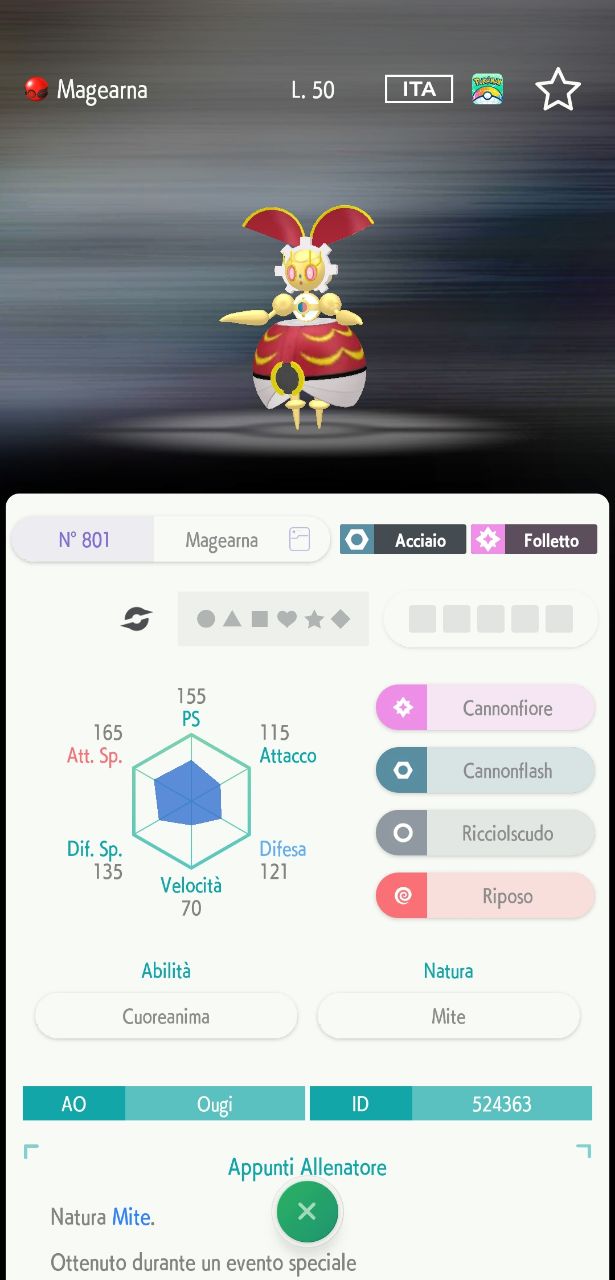 Magearna L. 50 ITA
N° 801 Magearna Acciaio Folletto
155
PS
165
Att. Sp.
115
Attacco
Dif. Sp.
135
Difesa
121
Velocità
70
Cannonfiore
Cannonflash
Ricciolscudo
Riposo
Abilità Natura
Cuoreanima Mite
AO Ougi ID 524363
Appunti Allenatore
Natura Mite.
Ottenuto durante un evento speciale